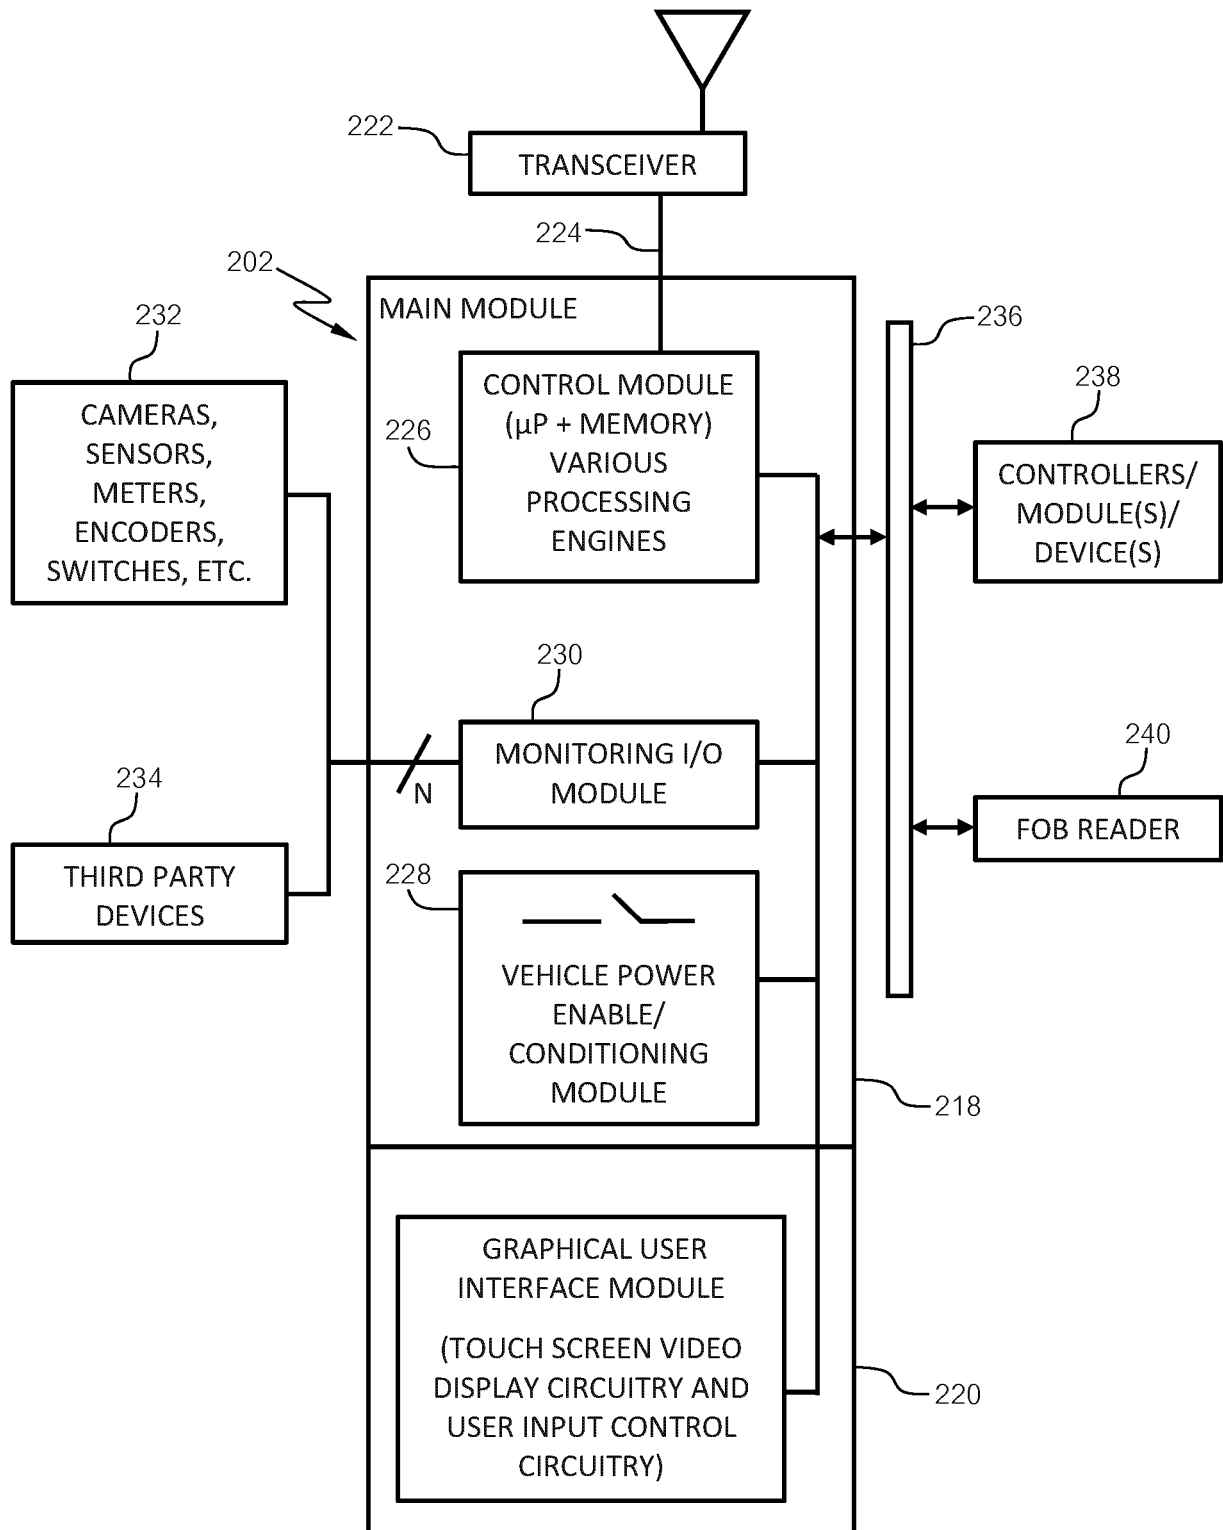 222
TRANSCEIVER
224
202
MAIN MODULE
232
CAMERAS,
SENSORS,
METERS,
ENCODERS,
SWITCHES, ETC.
226
CONTROL MODULE
(µP + MEMORY)
VARIOUS
PROCESSING
ENGINES
236
238
CONTROLLERS/
MODULE(S)/
DEVICE(S)
230
MONITORING I/O
MODULE
N
234
THIRD PARTY
DEVICES
240
FOB READER
228
VEHICLE POWER
ENABLE/
CONDITIONING
MODULE
218
GRAPHICAL USER
INTERFACE MODULE
(TOUCH SCREEN VIDEO
DISPLAY CIRCUITRY AND
USER INPUT CONTROL
CIRCUITRY)
220